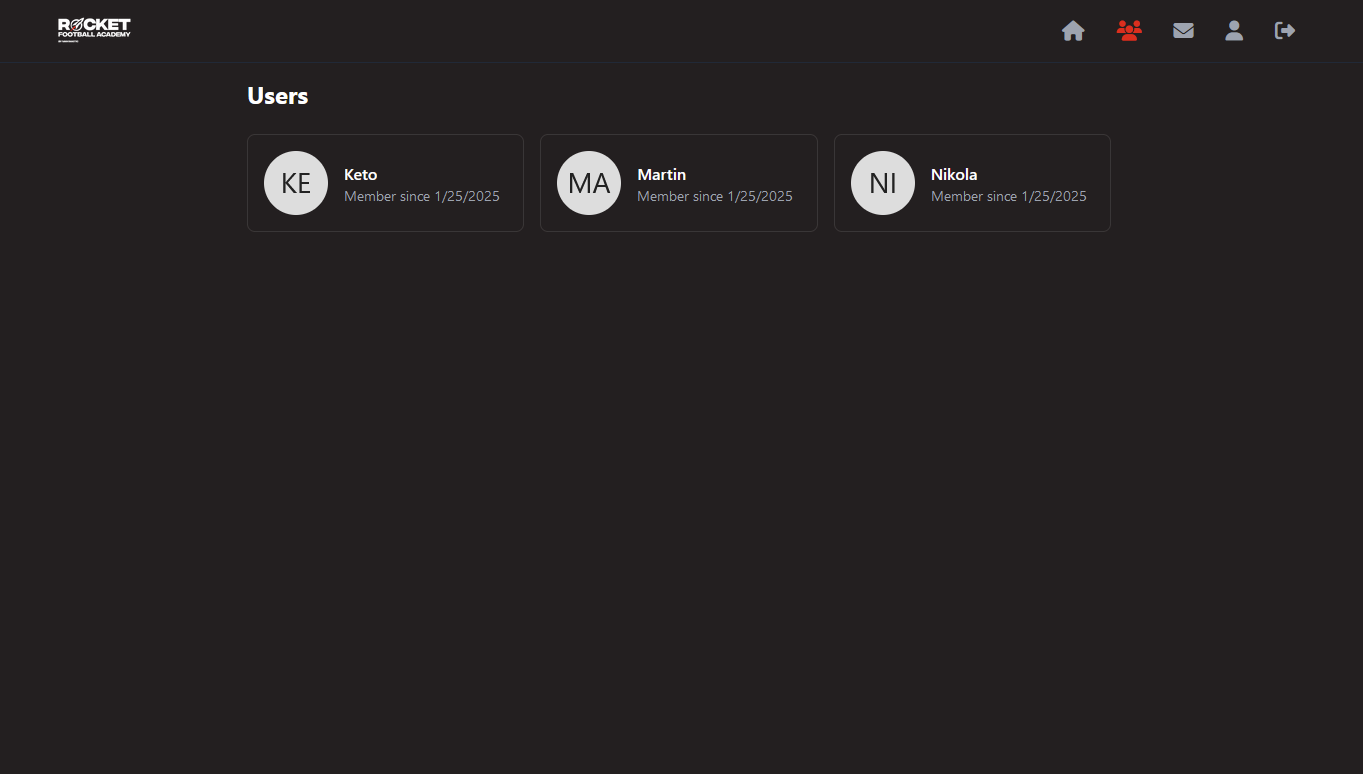 ROCKET
FOOTBALL ACADEMY
Users
KE
Keto
Member since 1/25/2025
MA
Martin
Member since 1/25/2025
NI
Nikola
Member since 1/25/2025